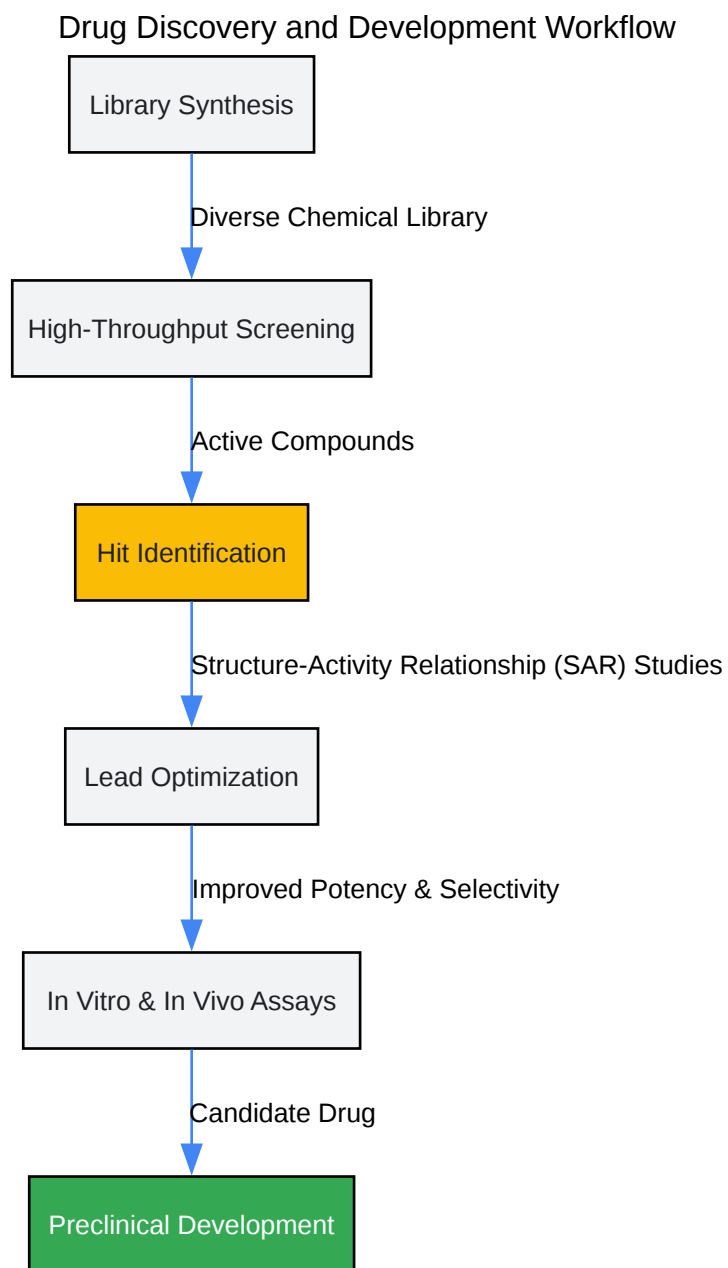 Drug Discovery and Development Workflow
Library Synthesis
Diverse Chemical Library
High-Throughput Screening
Active Compounds
Hit Identification
Structure-Activity Relationship (SAR) Studies
Lead Optimization
Improved Potency & Selectivity
In Vitro & In Vivo Assays
Candidate Drug
Preclinical Development